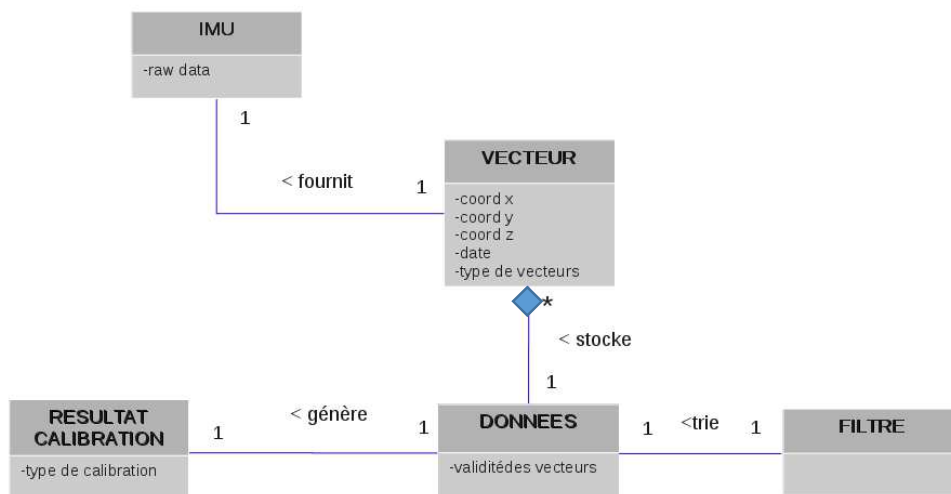 IMU
-raw data
1
< fournit
1
VECTEUR
-coord x
-coord y
-coord z
-date
-type de vecteurs
*
< stocke
1
RESULTAT
CALIBRATION
-type de calibration
1
< génère
1
DONNEES
-validitédes vecteurs
1
<trie
1
FILTRE